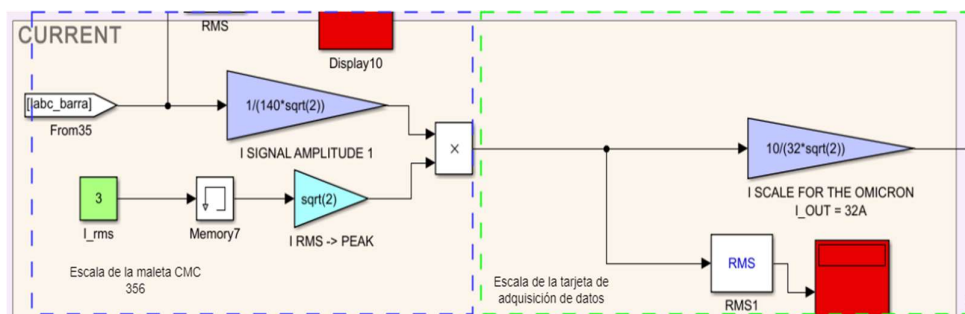 CURRENT
RMS
Display10
[Iabc_barra]
From35
1/(140*sqrt(2))
I SIGNAL AMPLITUDE 1
×
10/(32*sqrt(2))
I SCALE FOR THE OMICRON
I_OUT = 32A
3
I_rms
Memory7
sqrt(2)
I RMS -> PEAK
Escala de la maleta CMC
356
Escala de la tarjeta de
adquisición de datos
RMS
RMS1